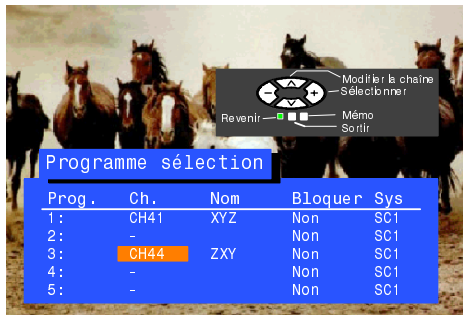 Modifier la chaîne
Sélectionner
Revenir
Mémo
Sortir
Programme sélection
Prog. Ch. Nom Bloquer Sys
1: CH41 XYZ Non SC1
2: - Non SC1
3: CH44 ZXY Non SC1
4: - Non SC1
5: - Non SC1